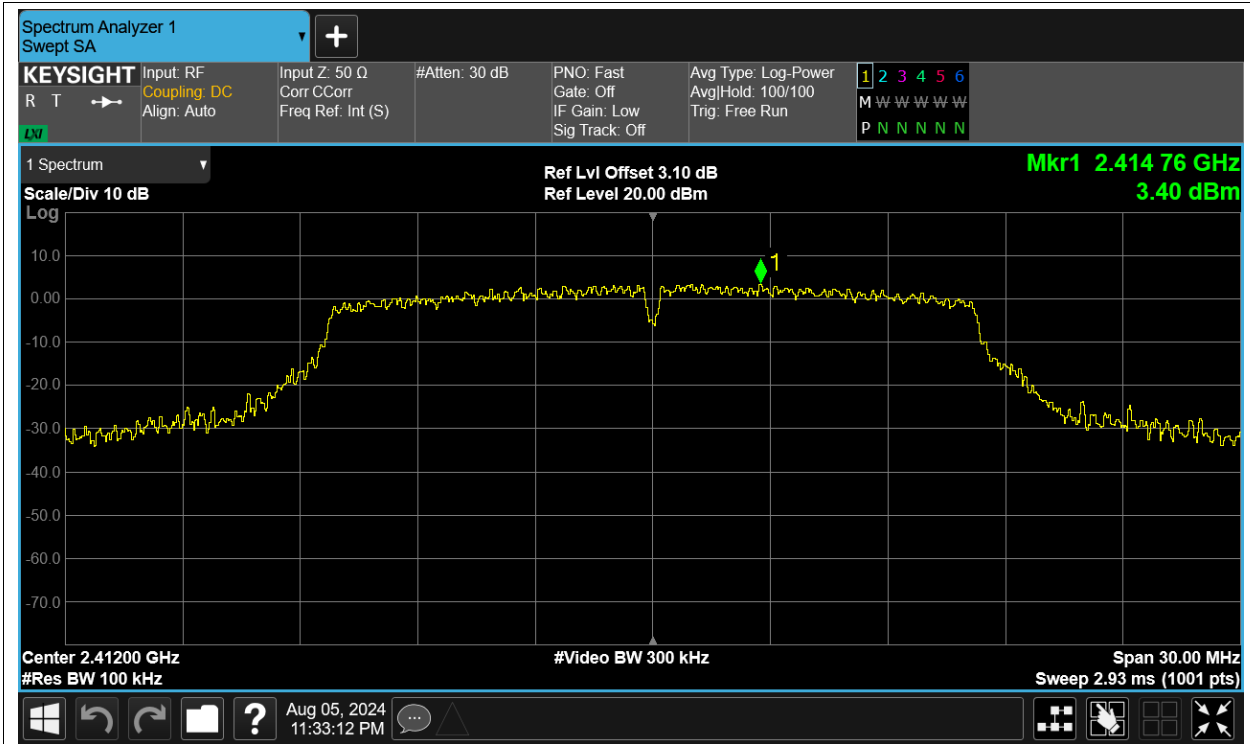 Spectrum Analyzer 1
Swept SA
KEYSIGHT
R T
LXI
Input: RF
Coupling: DC
Align: Auto
Input Z: 50 Ω
Corr CCorr
Freq Ref: Int (S)
#Atten: 30 dB
PNO: Fast
Gate: Off
IF Gain: Low
Sig Track: Off
Avg Type: Log-Power
Avg|Hold: 100/100
Trig: Free Run
1 2 3 4 5 6
M W W W W W
P N N N N N
1 Spectrum
Scale/Div 10 dB
Log
Ref Lvl Offset 3.10 dB
Ref Level 20.00 dBm
Mkr1 2.414 76 GHz
3.40 dBm
10.0
1
0.00
-10.0
-20.0
-30.0
-40.0
-50.0
-60.0
-70.0
Center 2.41200 GHz
#Res BW 100 kHz
#Video BW 300 kHz
Span 30.00 MHz
Sweep 2.93 ms (1001 pts)
?
Aug 05, 2024
11:33:12 PM